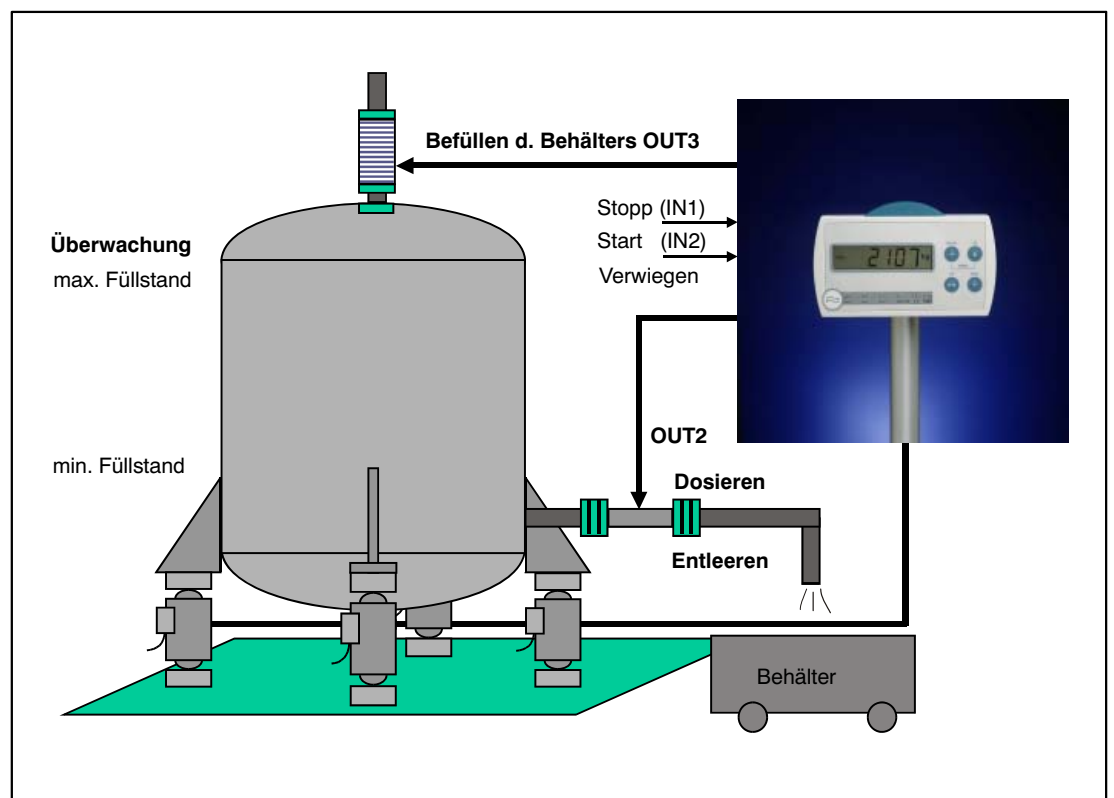 Befüllen d. Behälters OUT3
Stopp (IN1)
Start (IN2)
Verwiegen
Überwachung
max. Füllstand
2107
OUT2
min. Füllstand
Dosieren
Entleeren
Behälter